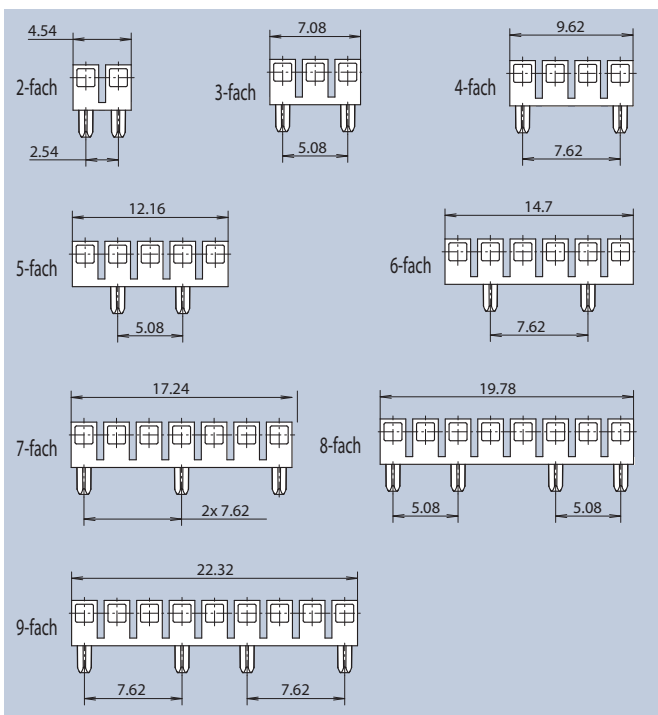 4.54
2-fach
2.54
7.08
3-fach
5.08
9.62
4-fach
7.62
12.16
5-fach
5.08
14.7
6-fach
7.62
17.24
7-fach
2x 7.62
19.78
8-fach
5.08
5.08
22.32
9-fach
7.62
7.62